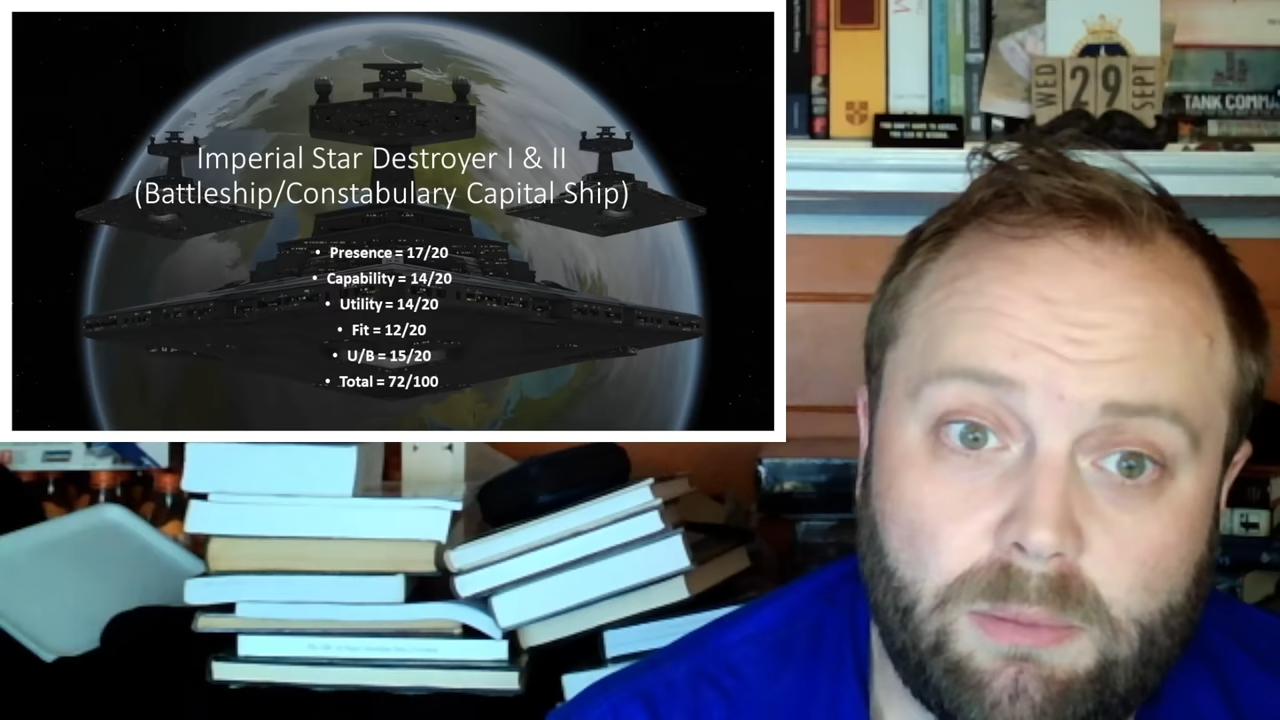 Imperial Star Destroyer I & II
(Battleship/Constabulary Capital Ship)
• Presence = 17/20
• Capability = 14/20
• Utility = 14/20
• Fit = 12/20
• U/B = 15/20
• Total = 72/100
WED 29 SEPT
TANK COMMA